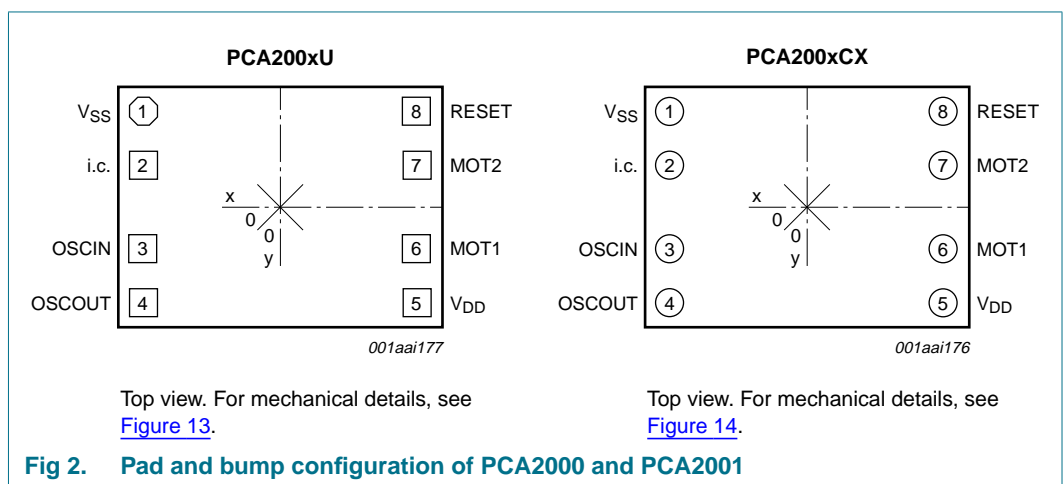 PCA200xU
VSS 1 8 RESET
i.c. 2 7 MOT2
x
0
0
y
OSCIN 3 6 MOT1
OSCOUT 4 5 VDD
001aai177
Top view. For mechanical details, see
Figure 13.
PCA200xCX
VSS 1 8 RESET
i.c. 2 7 MOT2
x
0
0
y
OSCIN 3 6 MOT1
OSCOUT 4 5 VDD
001aai176
Top view. For mechanical details, see
Figure 14.
Fig 2. Pad and bump configuration of PCA2000 and PCA2001